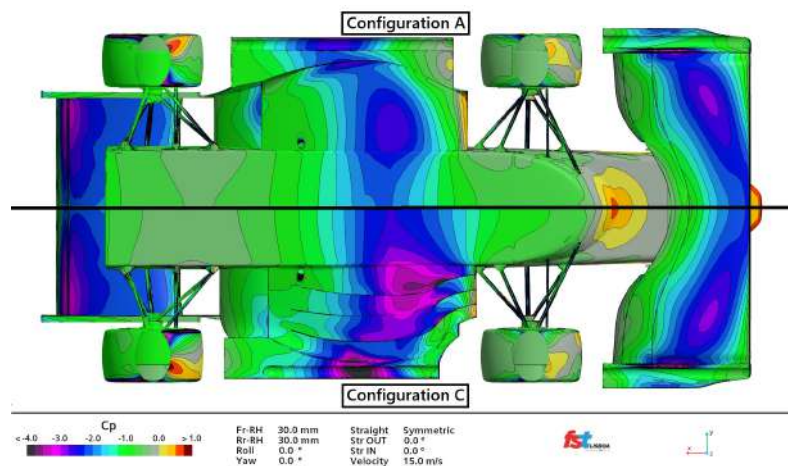 Configuration A
Configuration C
Cp
< -4.0 -3.0 -2.0 -1.0 0.0 > 1.0
Fr-RH 30.0 mm Straight Symmetric
Rr-RH 30.0 mm Str OUT 0.0 °
Roll 0.0 ° Str IN 0.0 °
Yaw 0.0 ° Velocity 15.0 m/s
fst LISBOA
y
x z